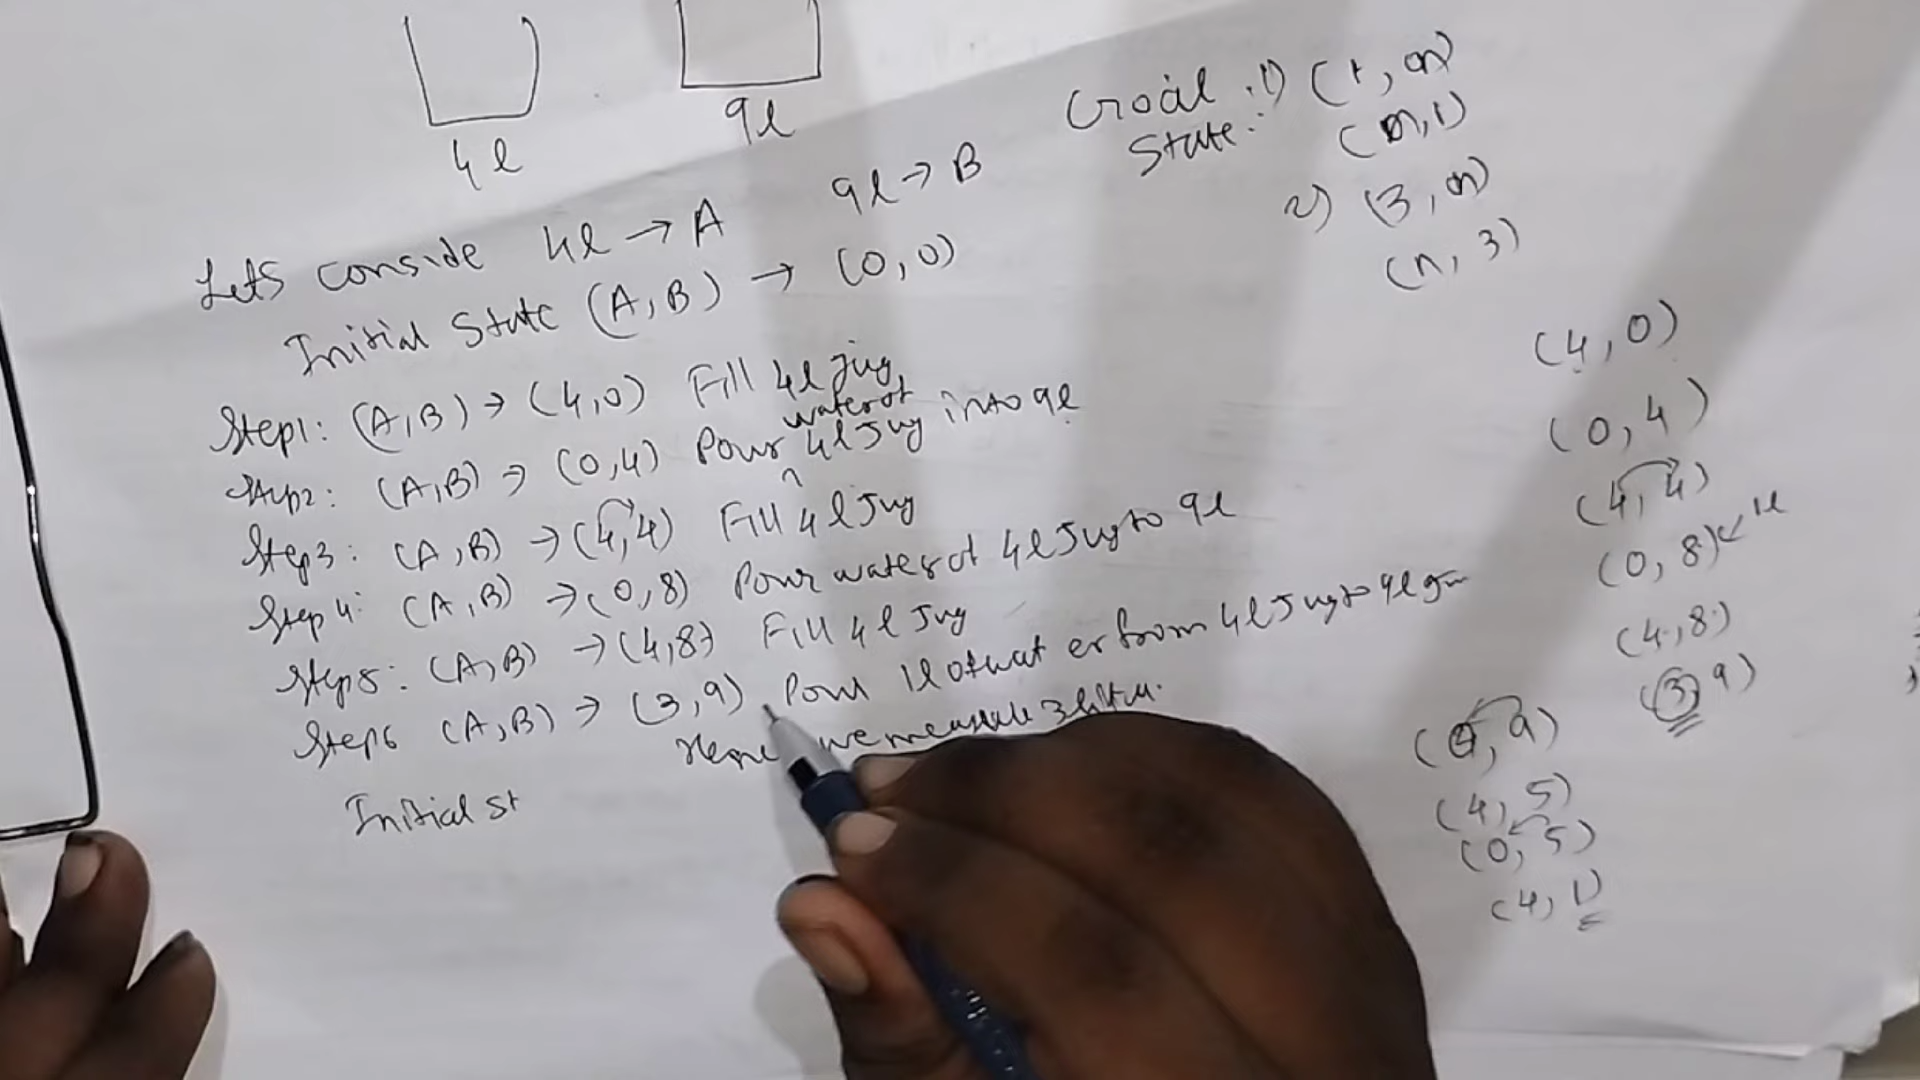 4l 9l
Lets conside 4l → A 9l → B
Initial State (A, B) → (0, 0)
Step1: (A, B) → (4, 0) Fill 4l Jug
Step2: (A, B) → (0, 4) Pour water of 4l Jug into 9l
Step3: (A, B) → (4, 4) Fill 4l Jug
Step4: (A, B) → (0, 8) Pour water of 4l Jug to 9l
Step5: (A, B) → (4, 8) Fill 4l Jug
Step6 (A, B) → (3, 9) Pour 1l of water from 4l Jug to 9l
we measure 3
Initial st
Goal State: 1) (1, n)
(n, 1)
2) (3, n)
(n, 3)
(4, 0)
(0, 4)
(4, 4)
(0, 8) ← 1l
(4, 8)
(3, 9)
(0, 9)
(4, 5)
(0, 5)
(4, 1)